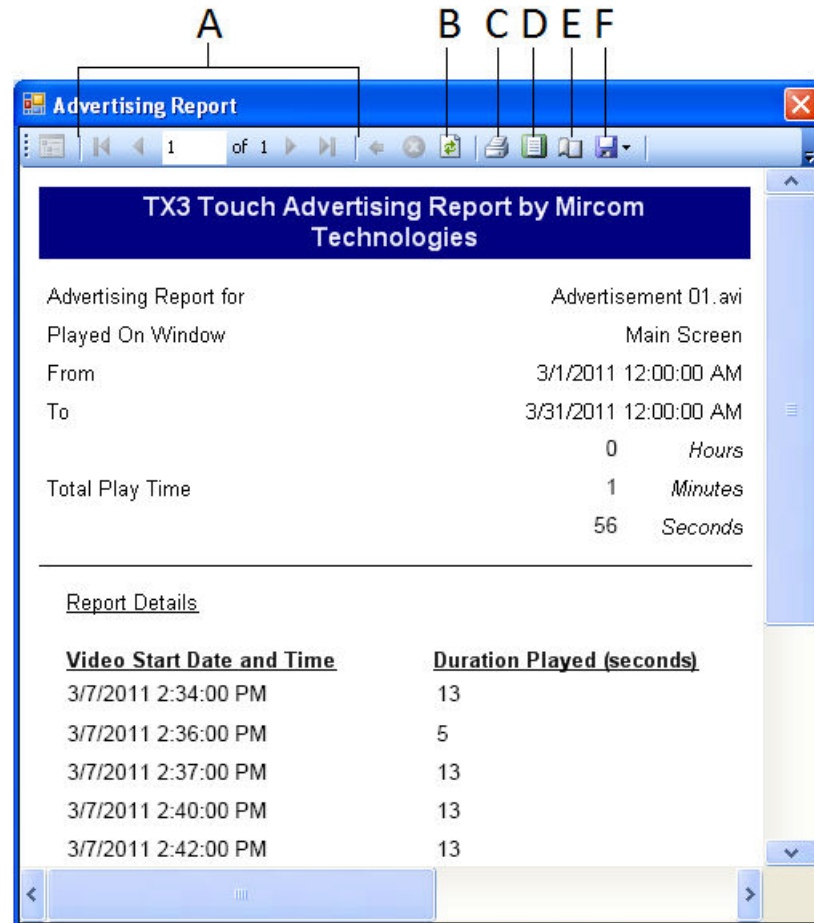 A B C D E F
Advertising Report
1 of 1
TX3 Touch Advertising Report by Mircom
Technologies
Advertising Report for Advertisement 01.avi
Played On Window Main Screen
From 3/1/2011 12:00:00 AM
To 3/31/2011 12:00:00 AM
0 Hours
Total Play Time 1 Minutes
56 Seconds
Report Details
Video Start Date and Time Duration Played (seconds)
3/7/2011 2:34:00 PM 13
3/7/2011 2:36:00 PM 5
3/7/2011 2:37:00 PM 13
3/7/2011 2:40:00 PM 13
3/7/2011 2:42:00 PM 13